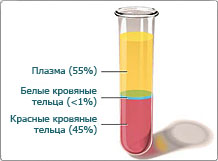 Плазма (55%)
Белые кровяные
тельца (<1%)
Красные кровяные
тельца (45%)